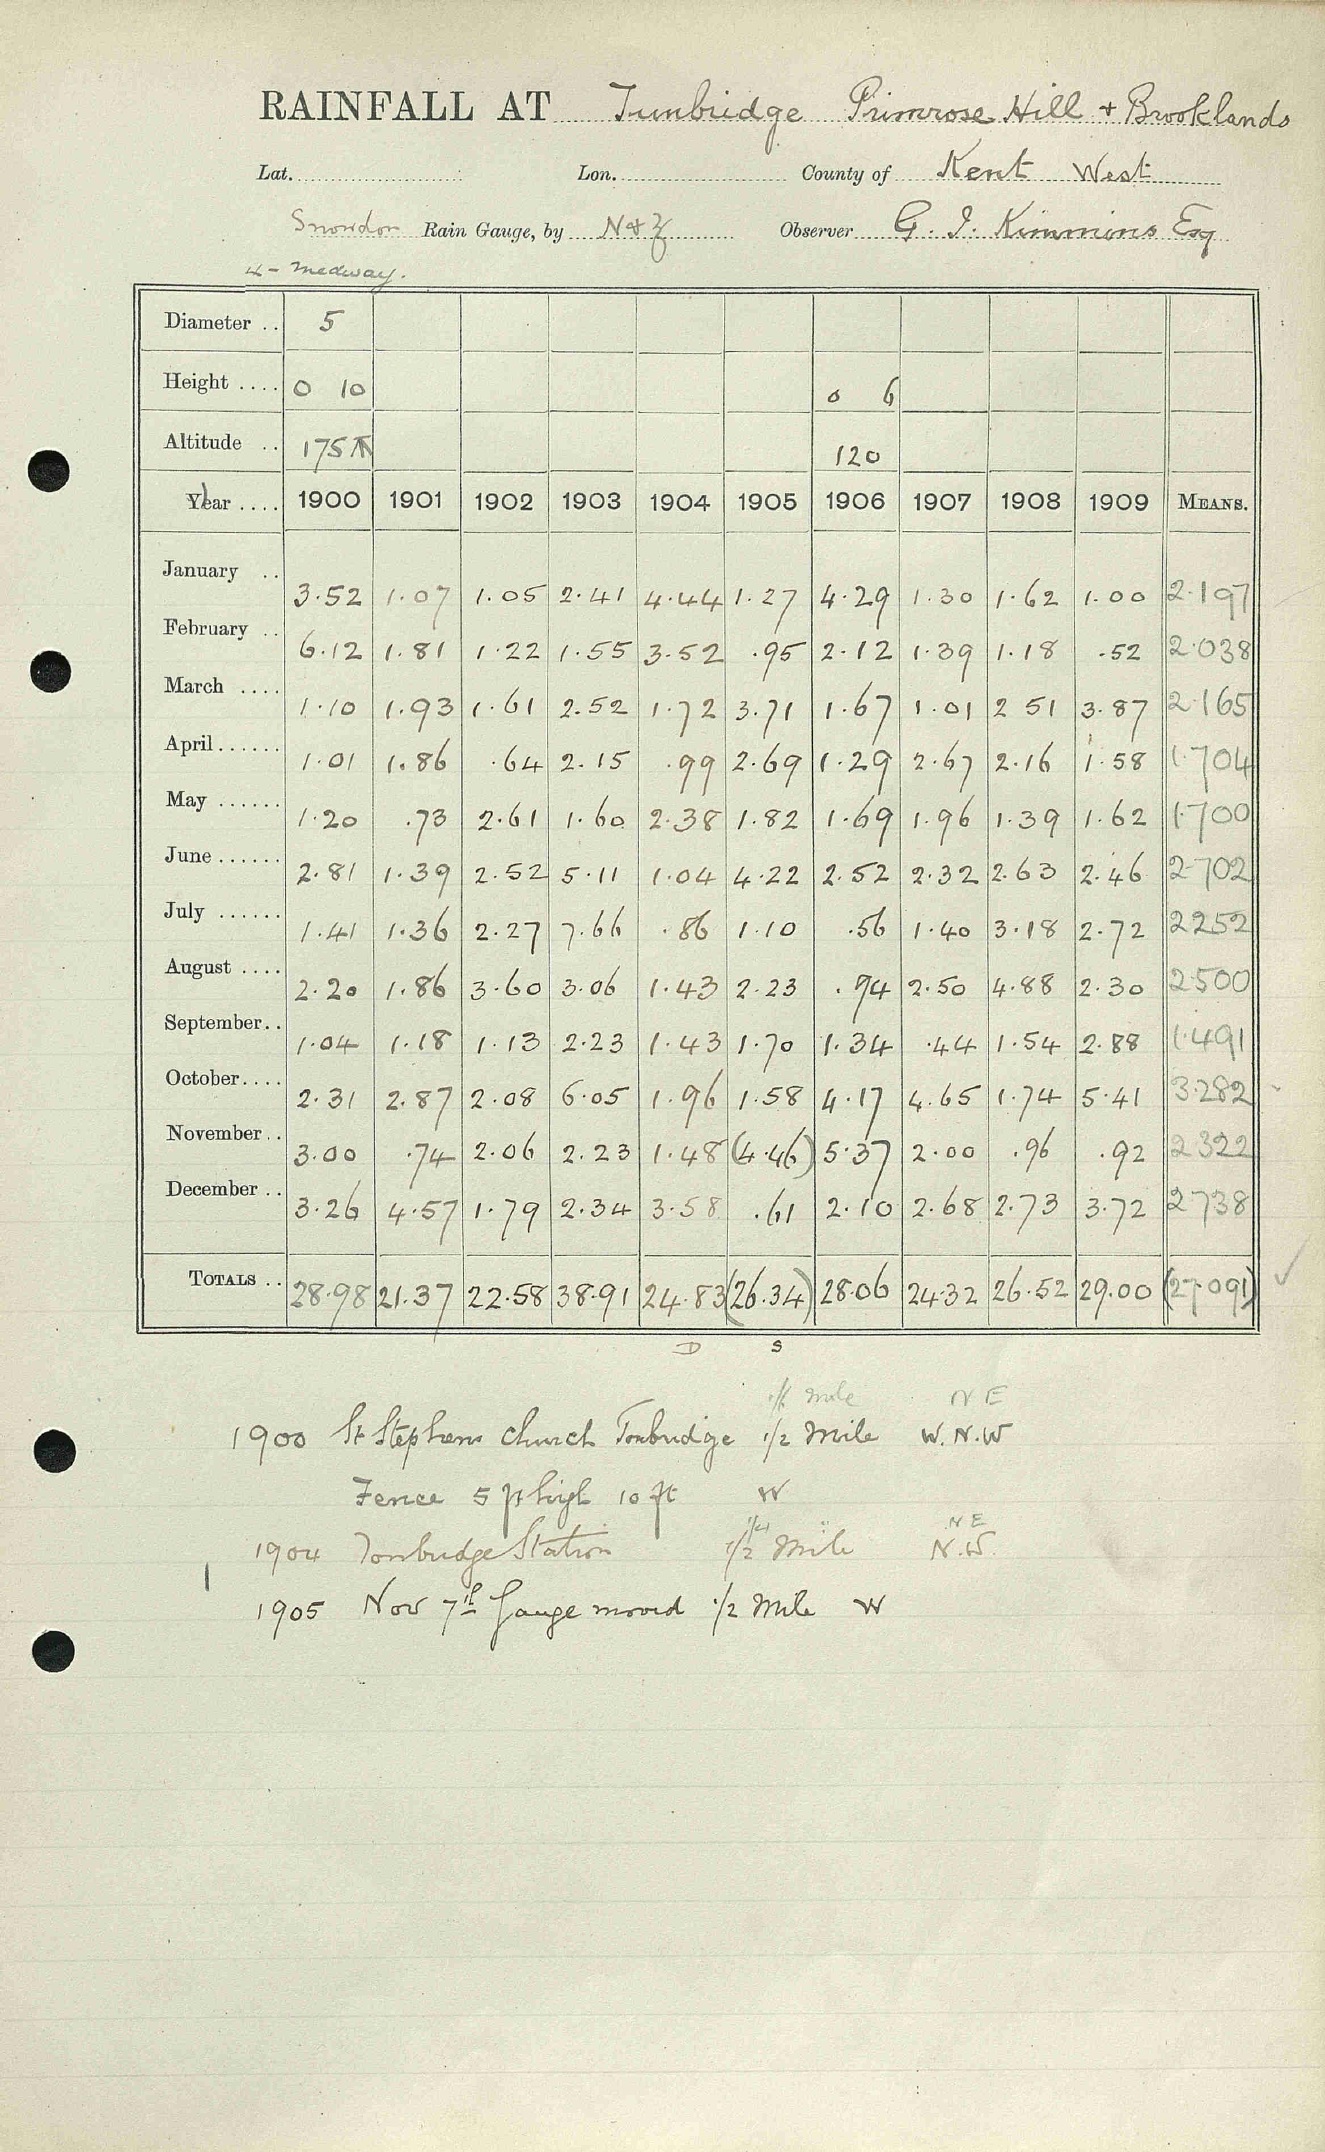 RAINFALL AT Tunbridge Primrose Hill + Brooklands
Lat. Lon. County of Kent West
Snowdon Rain Gauge, by N & Z Observer G. I. Kimmins Esq
4 - Medway.
Diameter .. 5
Height .... 0 10 0 6
Altitude .. 175 120
Year .... 1900 1901 1902 1903 1904 1905 1906 1907 1908 1909 MEANS.
January .. 3.52 1.07 1.05 2.41 4.44 1.27 4.29 1.30 1.62 1.00 2.197
February .. 6.12 1.81 1.22 1.55 3.52 .95 2.12 1.39 1.18 .52 2.038
March .... 1.10 1.93 1.61 2.52 1.72 3.71 1.67 1.01 2 51 3.87 2.165
April ...... 1.01 1.86 .64 2.15 .99 2.69 1.29 2.67 2.16 1.58 1.704
May ...... 1.20 .73 2.61 1.60 2.38 1.82 1.69 1.96 1.39 1.62 1.700
June ...... 2.81 1.39 2.52 5.11 1.04 4.22 2.52 2.32 2.63 2.46 2.702
July ...... 1.41 1.36 2.27 7.66 .86 1.10 .56 1.40 3.18 2.72 2252
August .... 2.20 1.86 3.60 3.06 1.43 2.23 .94 2.50 4.88 2.30 2.500
September .. 1.04 1.18 1.13 2.23 1.43 1.70 1.34 .44 1.54 2.88 1.491
October .... 2.31 2.87 2.08 6.05 1.96 1.58 4.17 4.65 1.74 5.41 3.282
November .. 3.00 .74 2.06 2.23 1.48 (4.46) 5.37 2.00 .96 .92 2322
December .. 3.26 4.57 1.79 2.34 3.58 .61 2.10 2.68 2.73 3.72 2.738
TOTALS .. 28.98 21.37 22.58 38.91 24.83 (26.34) 28.06 24.32 26.52 29.00 (27.091)
D S
Mile N E
1900 St Stephens Church Tonbridge 1/2 Mile W.N.W
Fence 5 ft high 10 ft W
1/4 " N E
1904 Tonbridge Station 1/2 Mile N.W.
1905 Nov 7th Gauge moved 1/2 Mile W